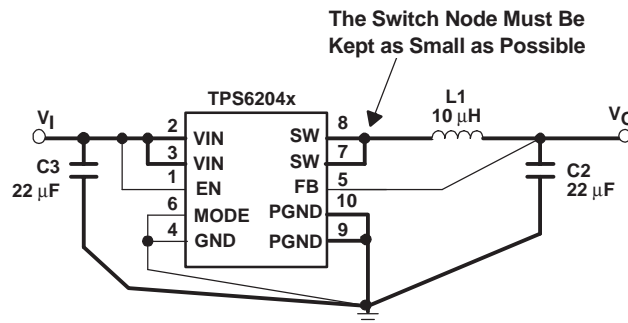 The Switch Node Must Be
Kept as Small as Possible
TPS6204x
L1
10 μH
VI
VO
2 VIN SW 8
3 VIN SW 7
1 EN FB 5
6 MODE PGND 10
4 GND PGND 9
C3
22 μF
C2
22 μF